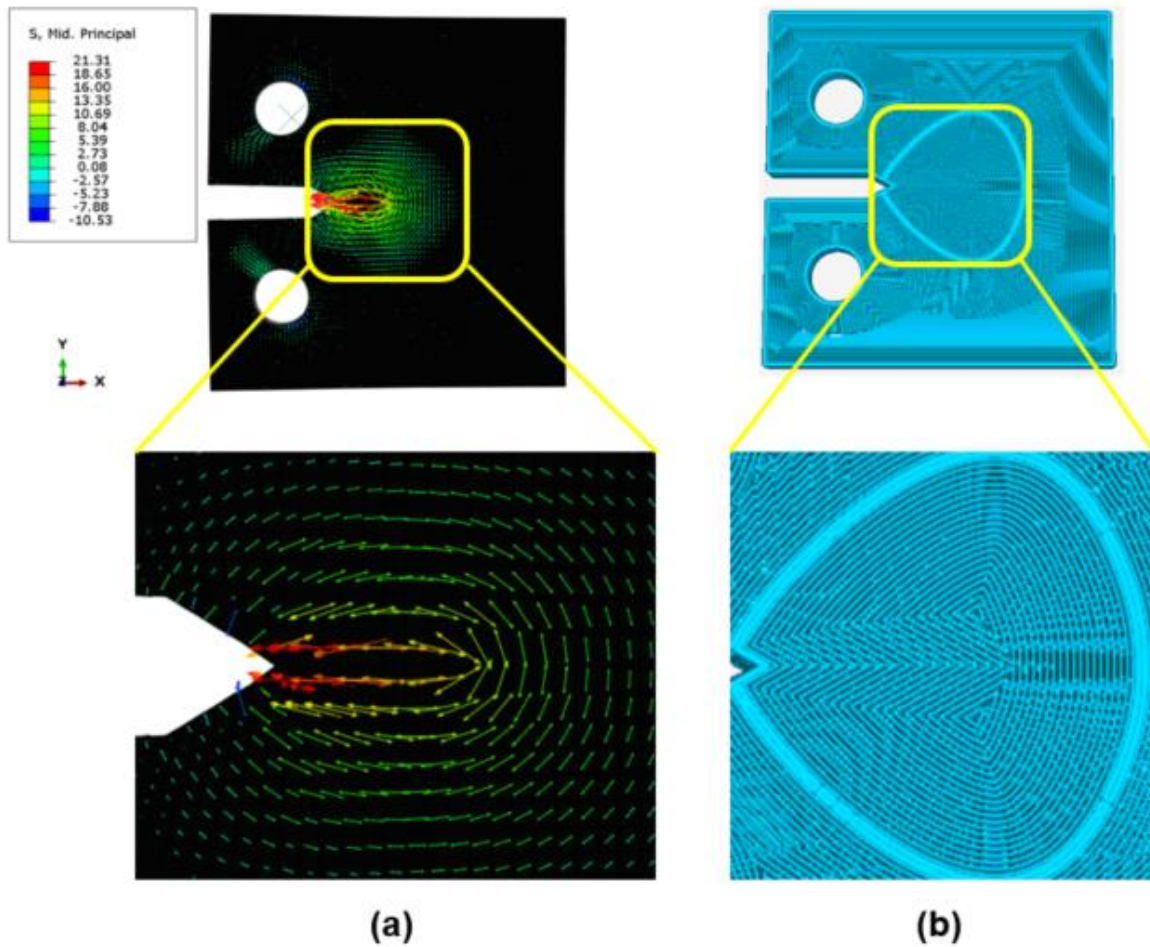 S, Mid. Principal
21.31
18.65
16.00
13.35
10.69
8.04
5.39
2.73
0.08
-2.57
-5.23
-7.88
-10.53
Y
Z
X
(a)
(b)